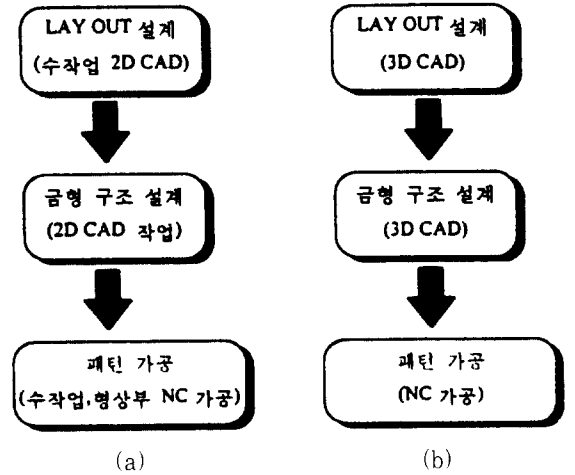 LAY OUT 설계
(수작업 2D CAD)
금형 구조 설계
(2D CAD 작업)
패턴 가공
(수작업,형상부 NC 가공)
(a)
LAY OUT 설계
(3D CAD)
금형 구조 설계
(3D CAD)
패턴 가공
(NC 가공)
(b)